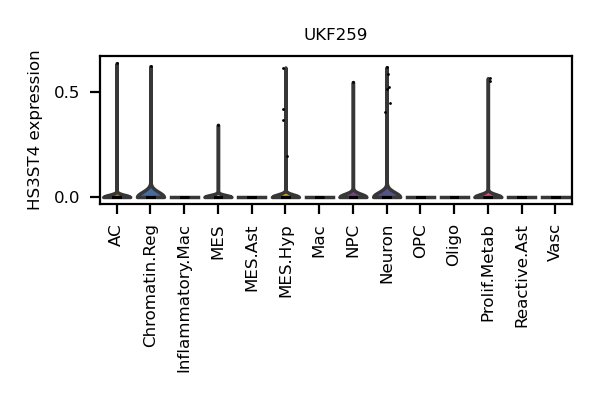 UKF259
HS3ST4 expression
0.5
0.0
AC
Chromatin.Reg
Inflammatory.Mac
MES
MES.Ast
MES.Hyp
Mac
NPC
Neuron
OPC
Oligo
Prolif.Metab
Reactive.Ast
Vasc